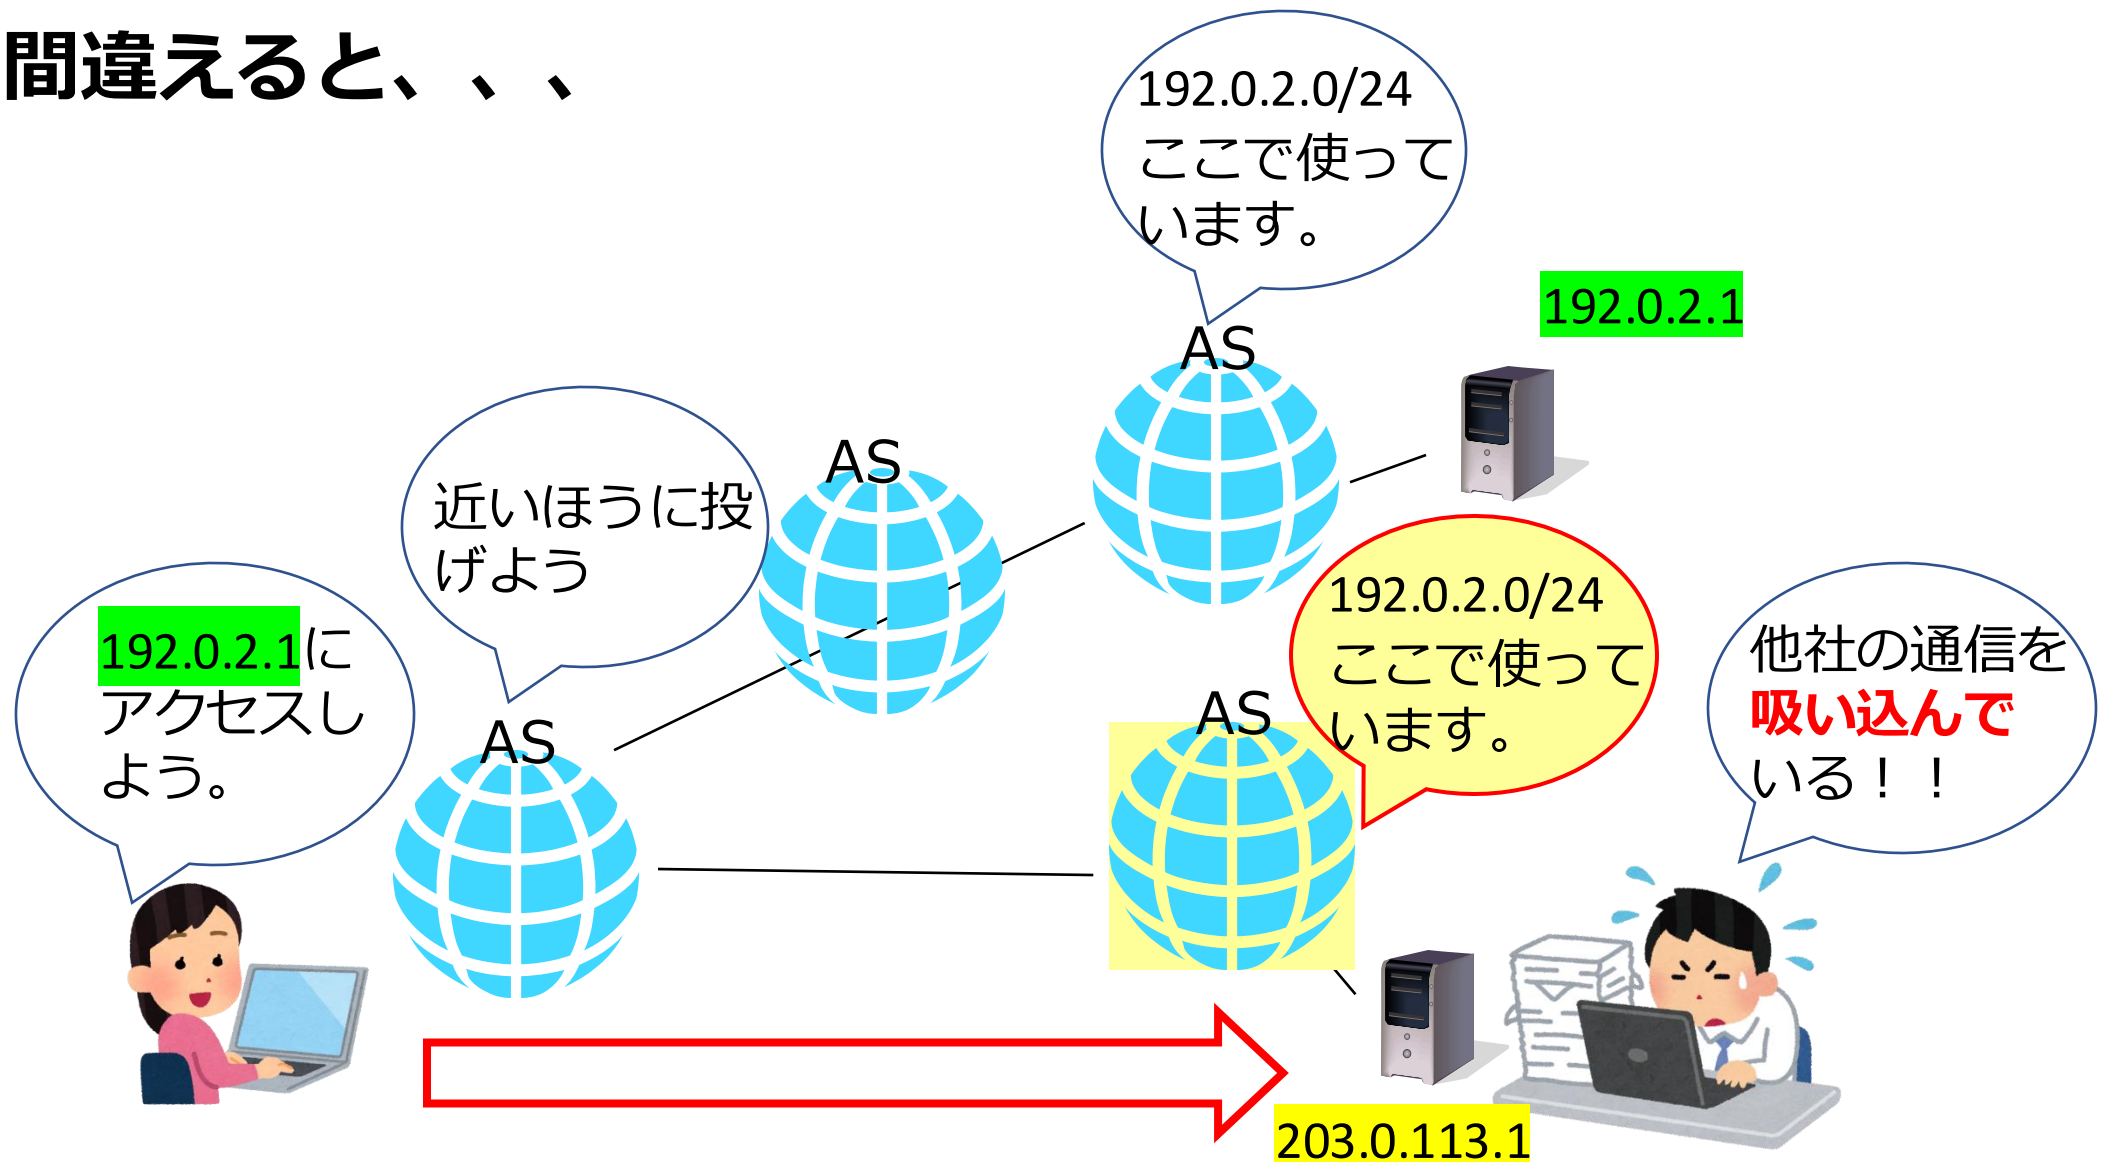 間違えると、、、
192.0.2.0/24
ここで使って
います。
192.0.2.1
AS
AS
近いほうに投
げよう
192.0.2.1に
アクセスし
よう。
AS
192.0.2.0/24
ここで使って
います。
AS
他社の通信を
吸い込んで
いる！！
203.0.113.1